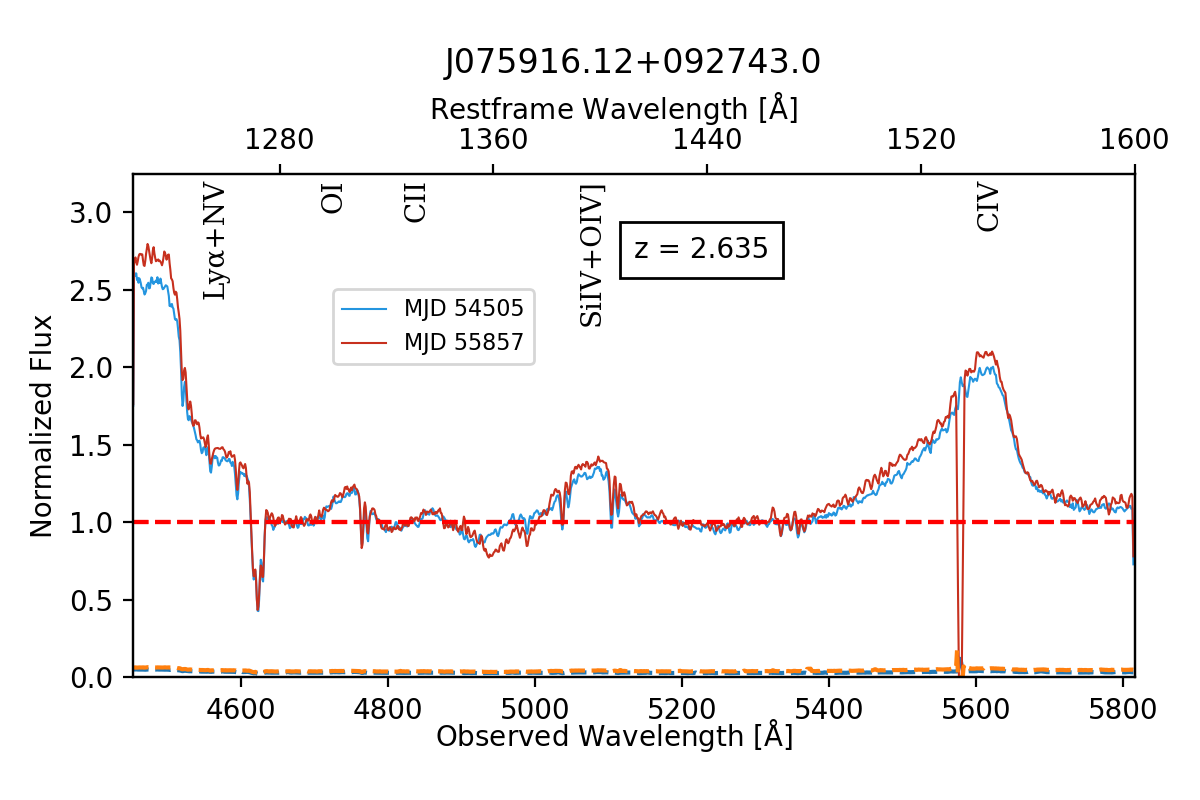 J075916.12+092743.0
Restframe Wavelength [Å]
1280 1360 1440 1520 1600
Lyα+NV
OI
CII
SiIV+OIV]
CIV
z = 2.635
MJD 54505
MJD 55857
Normalized Flux
3.0
2.5
2.0
1.5
1.0
0.5
0.0
4600 4800 5000 5200 5400 5600 5800
Observed Wavelength [Å]